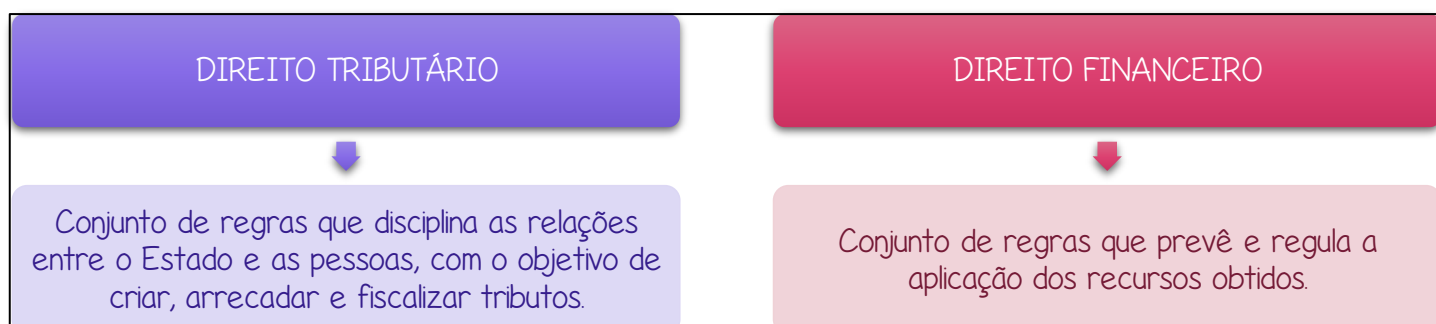 DIREITO TRIBUTÁRIO
Conjunto de regras que disciplina as relações
entre o Estado e as pessoas, com o objetivo de
criar, arrecadar e fiscalizar tributos.
DIREITO FINANCEIRO
Conjunto de regras que prevê e regula a
aplicação dos recursos obtidos.